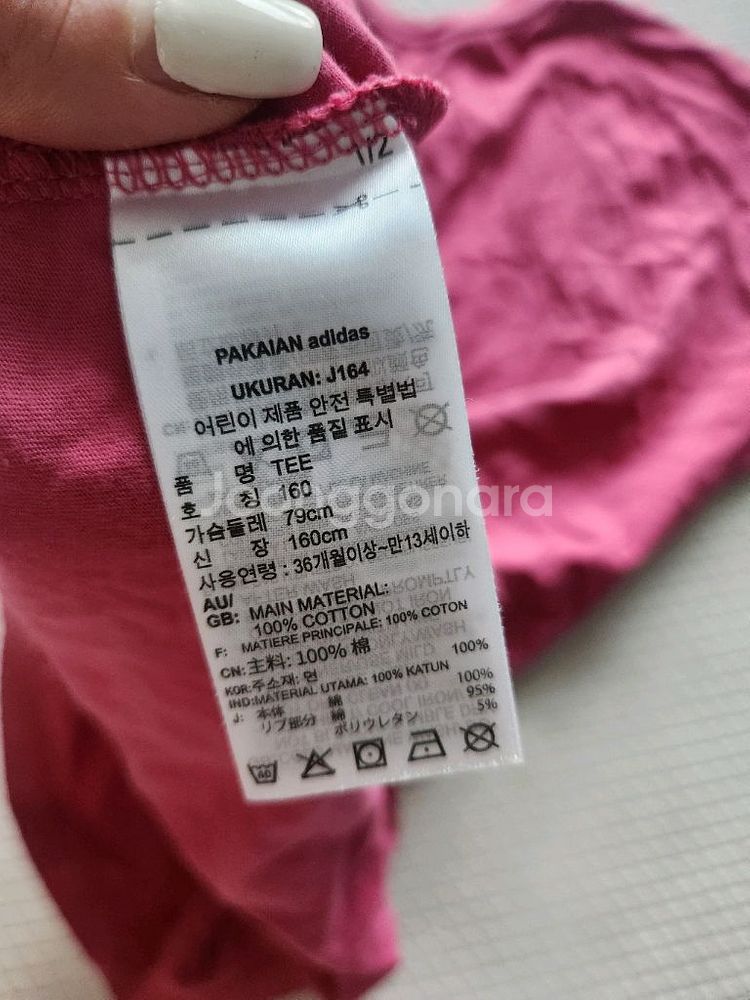 1/2
PAKAIAN adidas
UKURAN: J164
어린이 제품 안전 특별법
에 의한 품질 표시
품 명 TEE
호 칭 160
가슴둘레 79cm
신 장 160cm
사용연령 : 36개월이상~만13세이하
AU/
GB: MAIN MATERIAL:
100% COTTON
F: MATIERE PRINCIPALE: 100% COTON
CN: 主料: 100% 棉
KOR: 주소재: 면 100%
IND:MATERIAL UTAMA: 100% KATUN
J: 本体 綿 100%
リブ部分 綿 95%
ポリウレタン 5%
Joonggonara